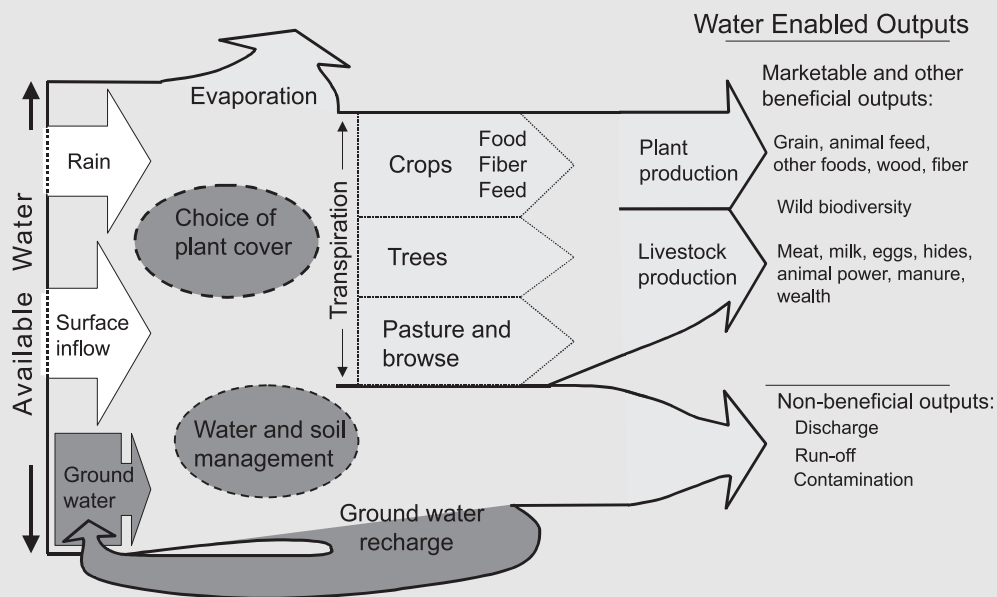 Water Enabled Outputs
Available Water
Rain
Surface
inflow
Ground
water
Evaporation
Choice of
plant cover
Water and soil
management
Ground water
recharge
Transpiration
Crops
Food
Fiber
Feed
Trees
Pasture and
browse
Plant
production
Livestock
production
Marketable and other
beneficial outputs:
Grain, animal feed,
other foods, wood, fiber
Wild biodiversity
Meat, milk, eggs, hides,
animal power, manure,
wealth
Non-beneficial outputs:
Discharge
Run-off
Contamination